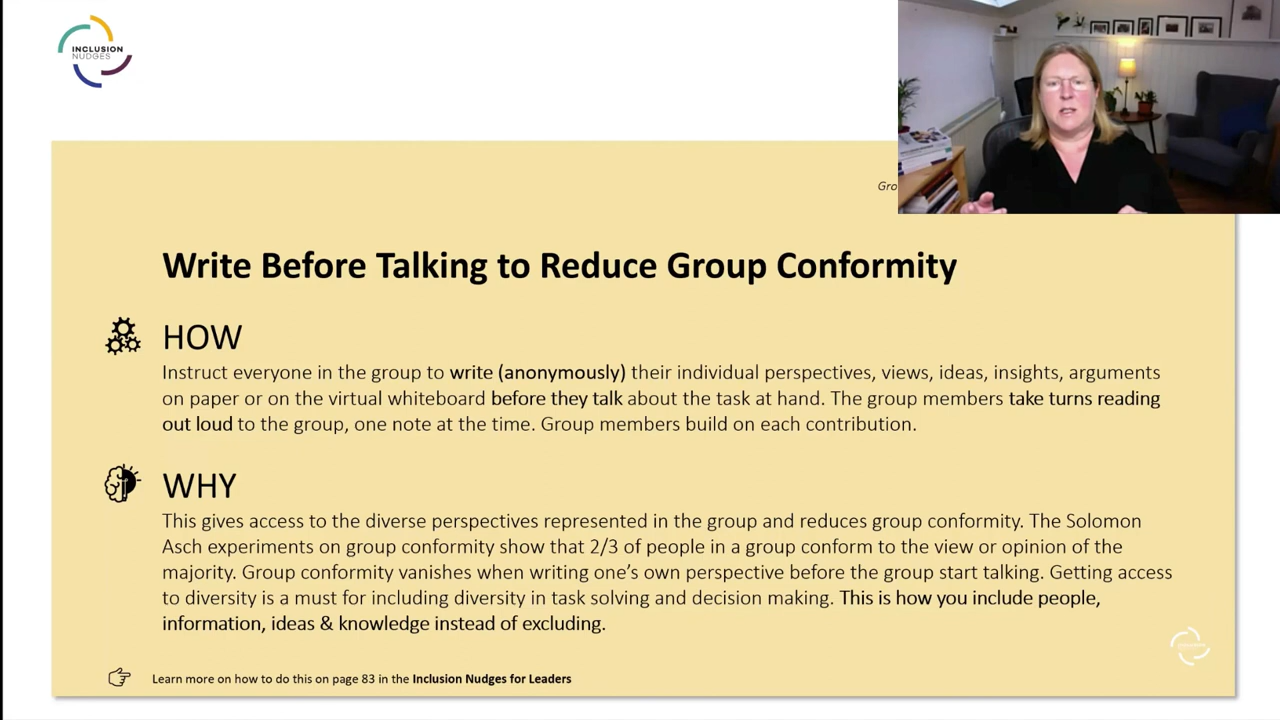 INCLUSION
NUDGES
Gro
Write Before Talking to Reduce Group Conformity
HOW
Instruct everyone in the group to write (anonymously) their individual perspectives, views, ideas, insights, arguments
on paper or on the virtual whiteboard before they talk about the task at hand. The group members take turns reading
out loud to the group, one note at the time. Group members build on each contribution.
WHY
This gives access to the diverse perspectives represented in the group and reduces group conformity. The Solomon
Asch experiments on group conformity show that 2/3 of people in a group conform to the view or opinion of the
majority. Group conformity vanishes when writing one's own perspective before the group start talking. Getting access
to diversity is a must for including diversity in task solving and decision making. This is how you include people,
information, ideas & knowledge instead of excluding.
Learn more on how to do this on page 83 in the Inclusion Nudges for Leaders